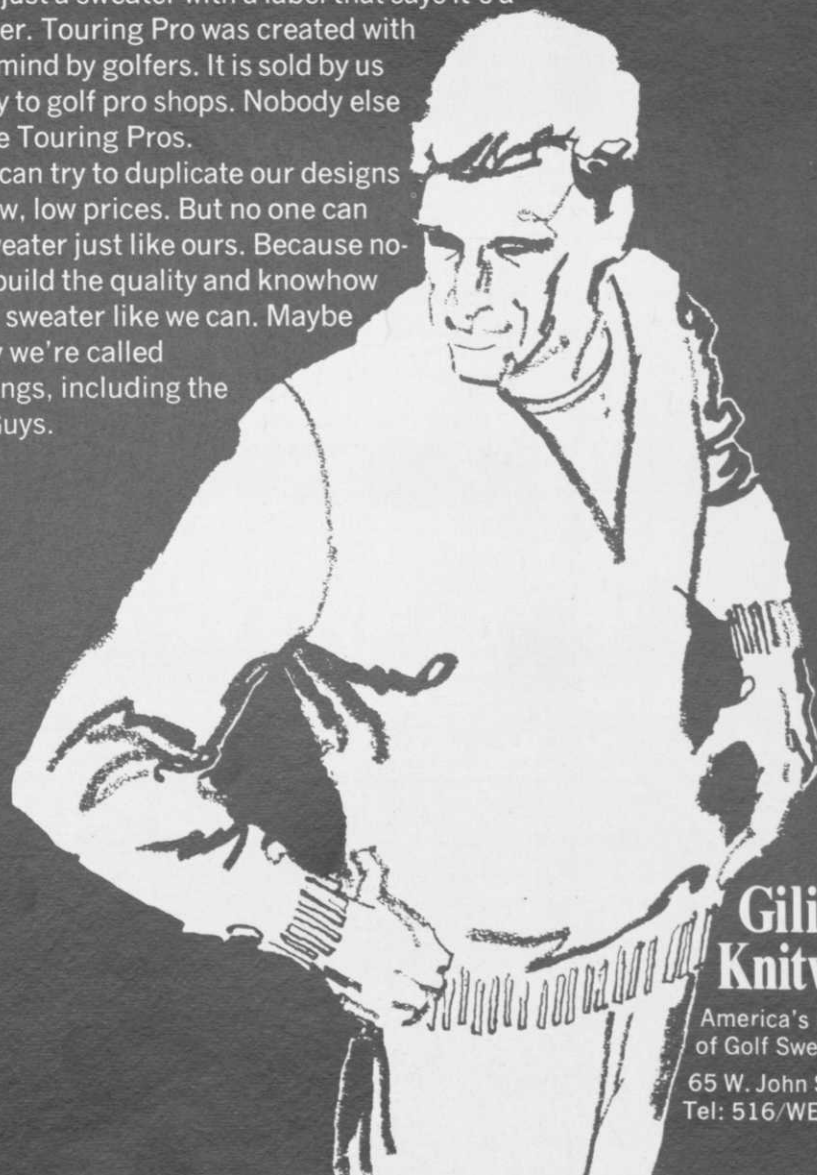 just a sweater with a label that says it's a
er. Touring Pro was created with
mind by golfers. It is sold by us
y to golf pro shops. Nobody else
e Touring Pros.
can try to duplicate our designs
w, low prices. But no one can
weater just like ours. Because no-
build the quality and knowhow
sweater like we can. Maybe
y we're called
ngs, including the
Guys.
Gili
Knitw
America's
of Golf Swe
65 W. John S
Tel: 516/WE